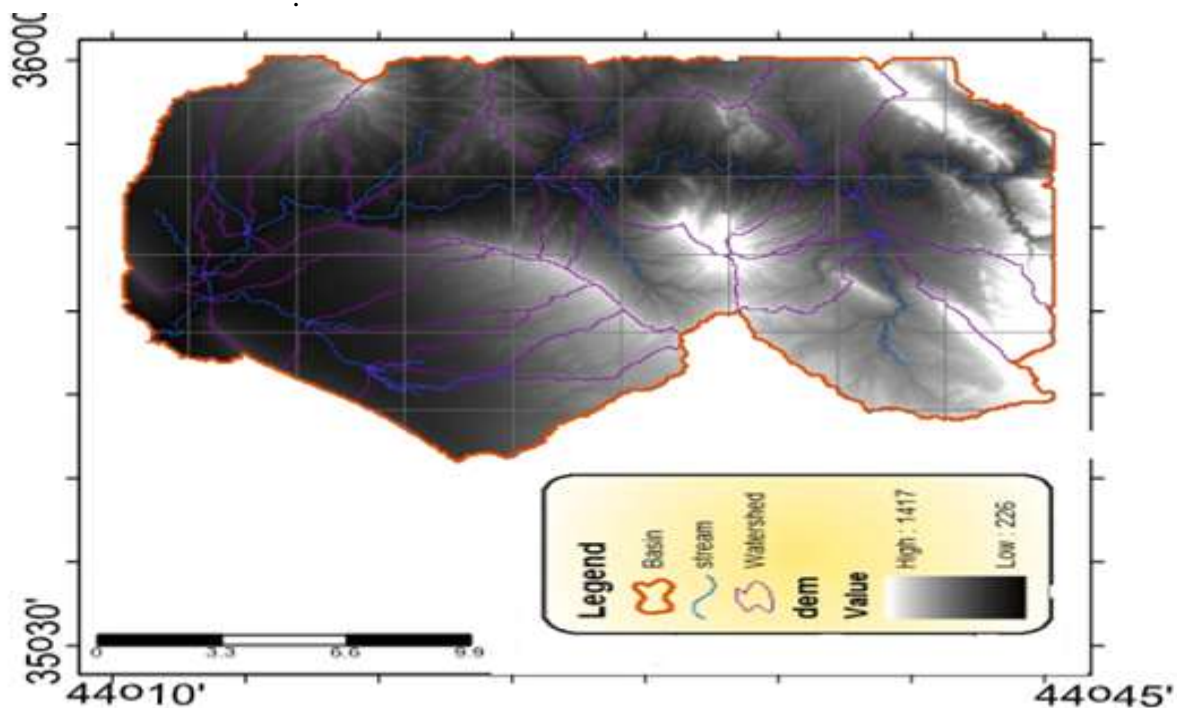 36000
35030'
44010'
44045'
0 3.3 6.6 9.9
Legend
Basin
stream
Watershed
dem
Value
High : 1417
Low : 226